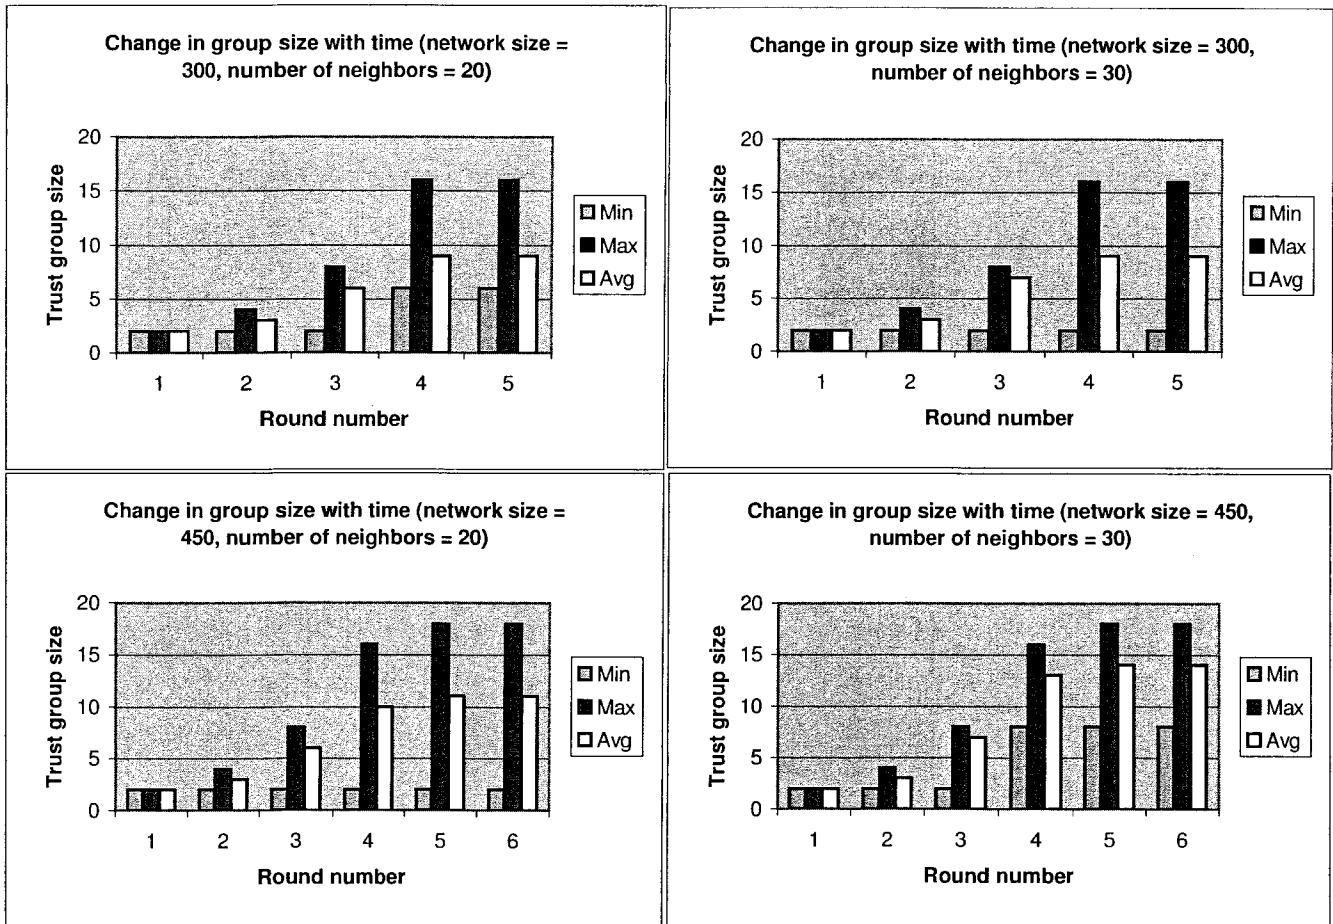 Change in group size with time (network size =
300, number of neighbors = 20)
20
15
10
5
0
Trust group size
1 2 3 4 5
Round number
Min
Max
Avg
Change in group size with time (network size = 300,
number of neighbors = 30)
20
15
10
5
0
Trust group size
1 2 3 4 5
Round number
Min
Max
Avg
Change in group size with time (network size =
450, number of neighbors = 20)
20
15
10
5
0
Trust group size
1 2 3 4 5 6
Round number
Min
Max
Avg
Change in group size with time (network size = 450,
number of neighbors = 30)
20
15
10
5
0
Trust group size
1 2 3 4 5 6
Round number
Min
Max
Avg